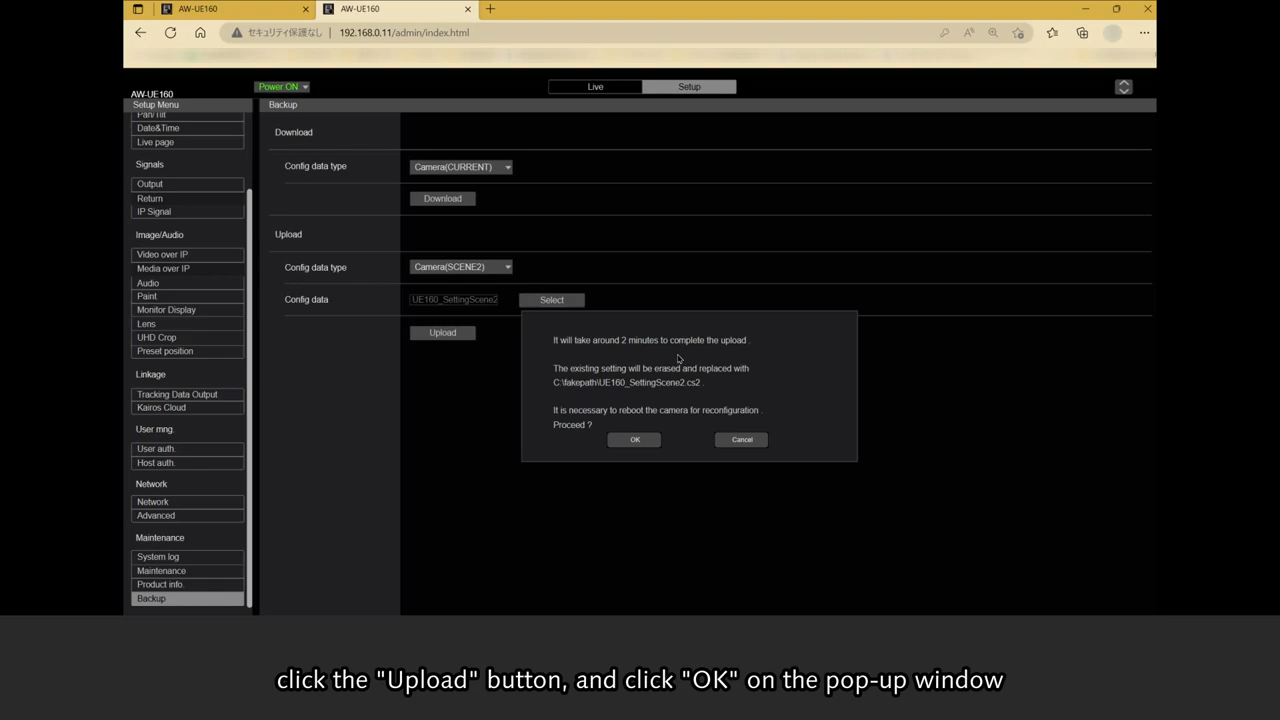 AW-UE160
AW-UE160
セキュリティ保護なし
192.168.0.11/admin/index.html
AW-UE160
Power ON
Live
Setup
Setup Menu
Backup
Pan/Tilt
Date&Time
Live page
Signals
Output
Return
IP Signal
Image/Audio
Video over IP
Media over IP
Audio
Paint
Monitor Display
Lens
UHD Crop
Preset position
Linkage
Tracking Data Output
Kairos Cloud
User mng.
User auth.
Host auth.
Network
Network
Advanced
Maintenance
System log
Maintenance
Product info.
Backup
Download
Config data type
Camera(CURRENT)
Download
Upload
Config data type
Camera(SCENE2)
Config data
UE160_SettingScene2
Select
Upload
It will take around 2 minutes to complete the upload .
The existing setting will be erased and replaced with
C:\fakepath\UE160_SettingScene2.cs2 .
It is necessary to reboot the camera for reconfiguration .
Proceed ?
OK
Cancel
click the "Upload" button, and click "OK" on the pop-up window